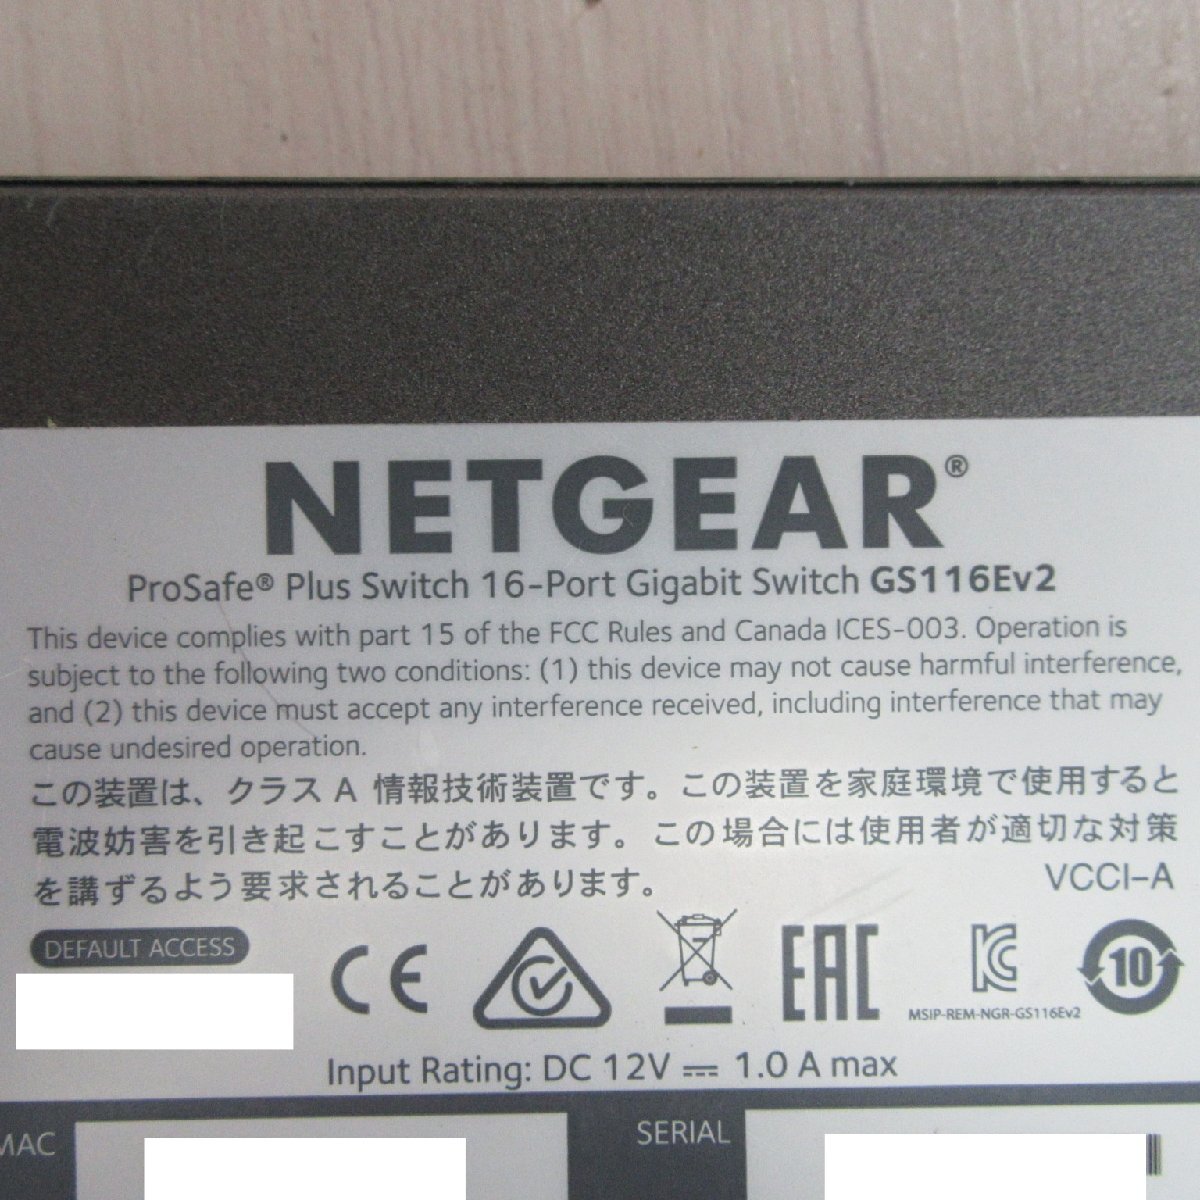 NETGEAR®
ProSafe® Plus Switch 16-Port Gigabit Switch GS116Ev2
This device complies with part 15 of the FCC Rules and Canada ICES-003. Operation is
subject to the following two conditions: (1) this device may not cause harmful interference,
and (2) this device must accept any interference received, including interference that may
cause undesired operation.
この装置は、クラス A 情報技術装置です。この装置を家庭環境で使用すると
電波妨害を引き起こすことがあります。この場合には使用者が適切な対策
を講ずるよう要求されることがあります。
VCCI-A
DEFAULT ACCESS
CE
EAC
KC
10
MSIP-REM-NGR-GS116Ev2
Input Rating: DC 12V ⎓ 1.0 A max
MAC
SERIAL